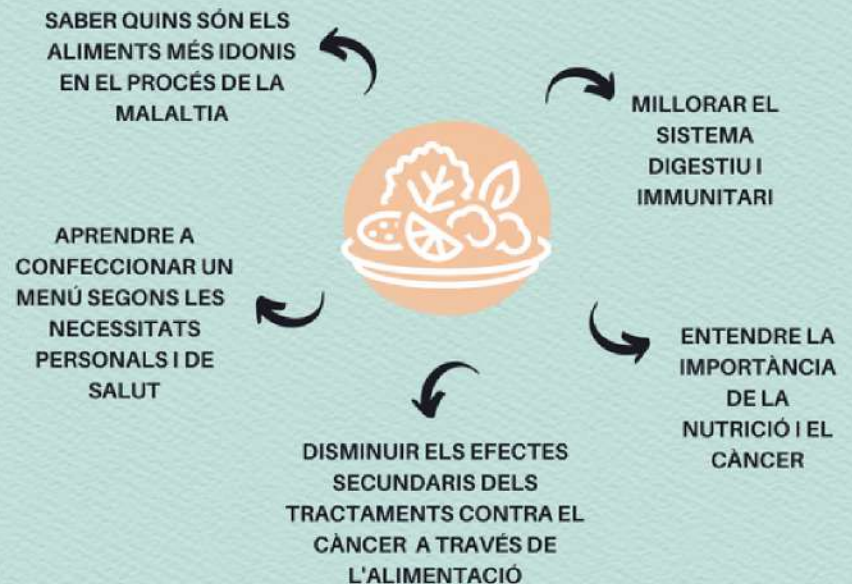 SABER QUINS SÓN ELS
ALIMENTS MÉS IDONIS
EN EL PROCÉS DE LA
MALALTIA
MILLORAR EL
SISTEMA
DIGESTIU I
IMMUNITARI
APRENDRE A
CONFECCIONAR UN
MENÚ SEGONS LES
NECESSITATS
PERSONALS I DE
SALUT
ENTENDRE LA
IMPORTÀNCIA
DE LA
NUTRICIÓ I EL
CÀNCER
DISMINUIR ELS EFECTES
SECUNDARIS DELS
TRACTAMENTS CONTRA EL
CÀNCER A TRAVÉS DE
L'ALIMENTACIÓ